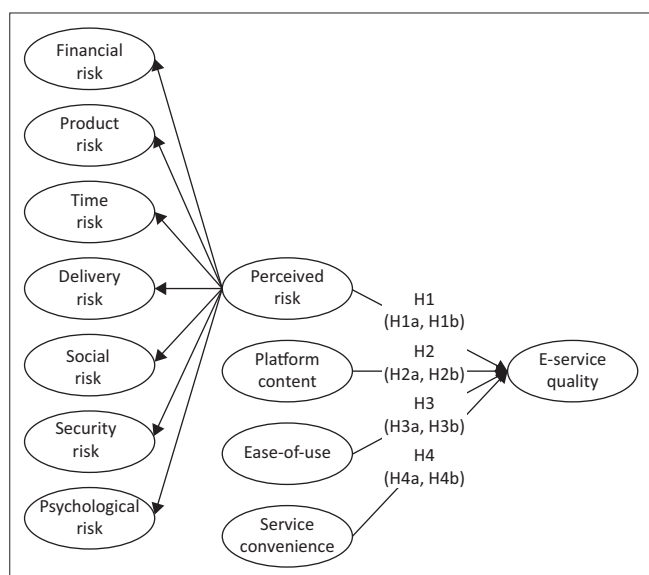 Financial
risk
Product
risk
Time
risk
Delivery
risk
Social
risk
Security
risk
Psychological
risk
Perceived
risk
Platform
content
Ease-of-use
Service
convenience
H1
(H1a, H1b)
H2
(H2a, H2b)
H3
(H3a, H3b)
H4
(H4a, H4b)
E-service
quality